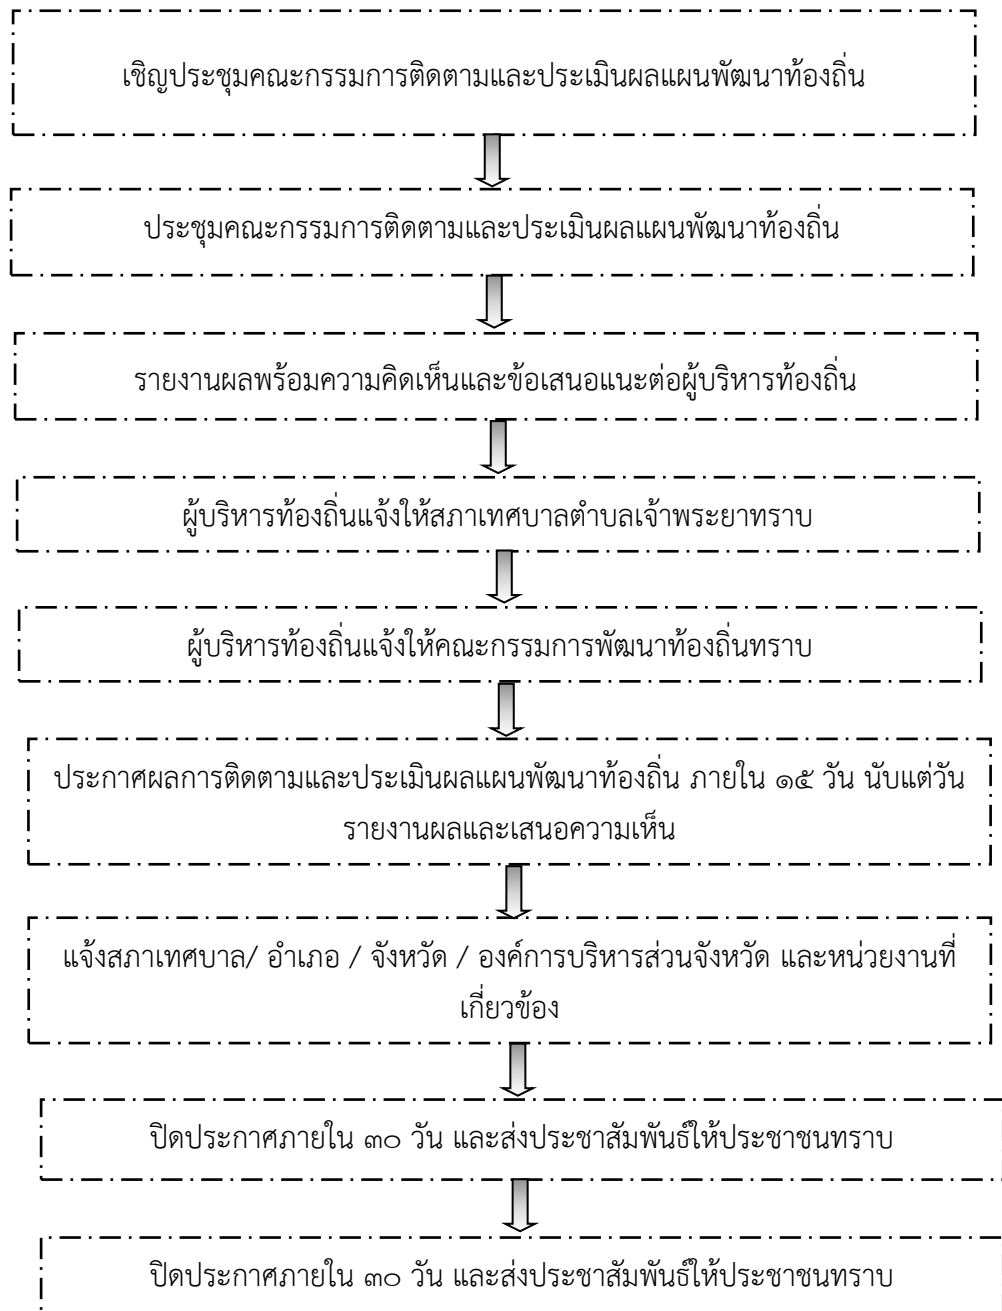 เชิญประชุมคณะกรรมการติดตามและประเมินผลแผนพัฒนาท้องถิ่น
ประชุมคณะกรรมการติดตามและประเมินผลแผนพัฒนาท้องถิ่น
รายงานผลพร้อมความคิดเห็นและข้อเสนอแนะต่อผู้บริหารท้องถิ่น
ผู้บริหารท้องถิ่นแจ้งให้สภาเทศบาลตำบลเจ้าพระยาทราบ
ผู้บริหารท้องถิ่นแจ้งให้คณะกรรมการพัฒนาท้องถิ่นทราบ
ประกาศผลการติดตามและประเมินผลแผนพัฒนาท้องถิ่น ภายใน ๑๕ วัน นับแต่วัน
รายงานผลและเสนอความเห็น
แจ้งสภาเทศบาล/ อำเภอ / จังหวัด / องค์การบริหารส่วนจังหวัด และหน่วยงานที่
เกี่ยวข้อง
ปิดประกาศภายใน ๓๐ วัน และส่งประชาสัมพันธ์ให้ประชาชนทราบ
ปิดประกาศภายใน ๓๐ วัน และส่งประชาสัมพันธ์ให้ประชาชนทราบ